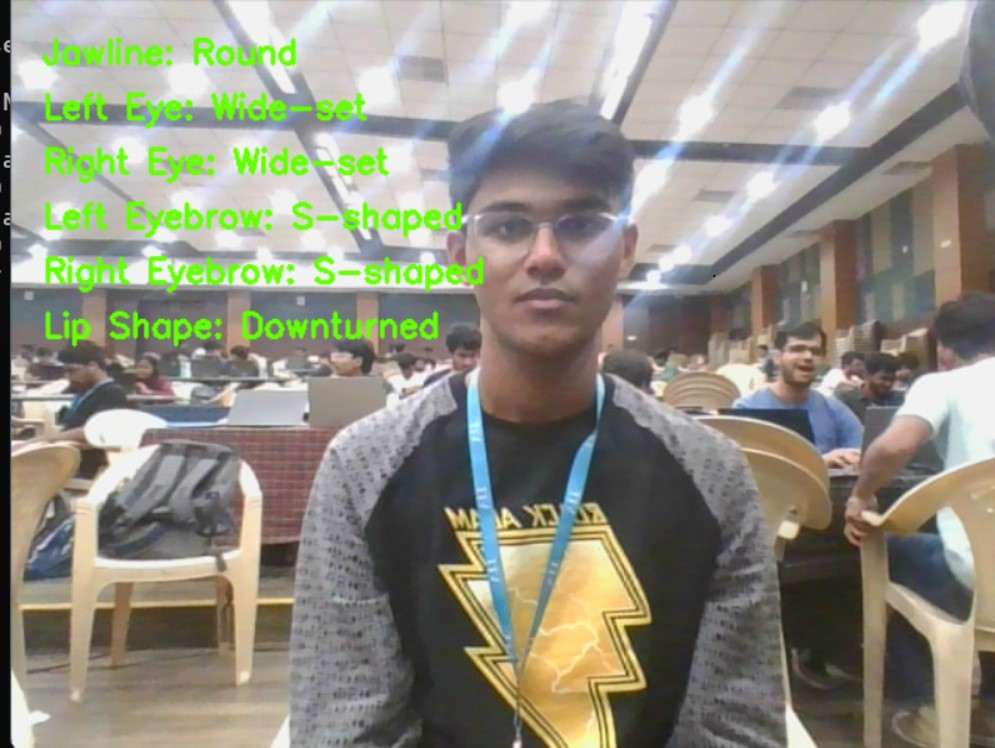 Jawline: Round
Left Eye: Wide-set
Right Eye: Wide-set
Left Eyebrow: S-shaped
Right Eyebrow: S-shaped
Lip Shape: Downturned
BLACK ADAM